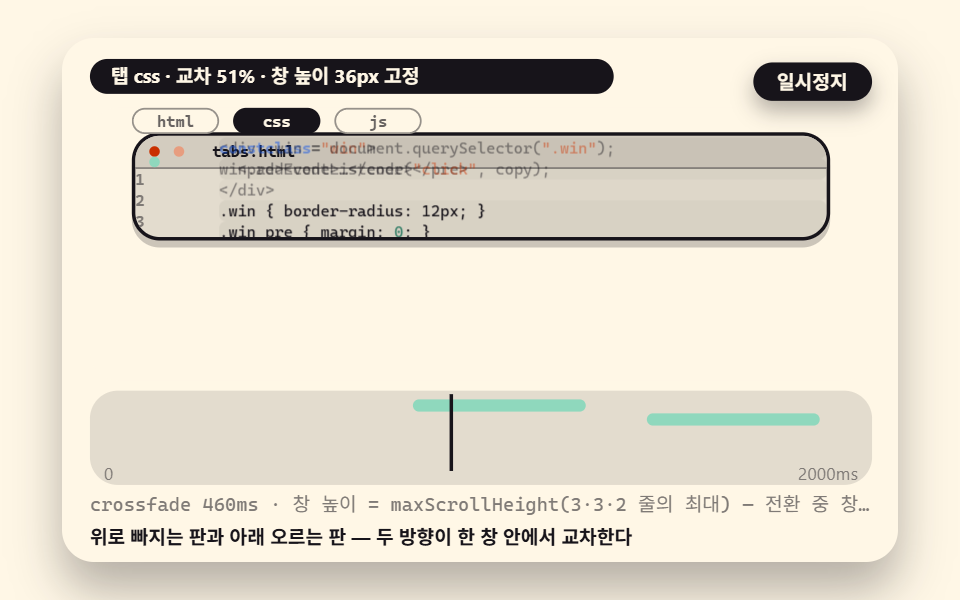 탭 css · 교차 51% · 창 높이 36px 고정
일시정지
html
css
js
tabs.html
".win");
1
", copy);
2
</div>
.win { border-radius: 12px; }
3
.win pre { margin: 0; }
0
2000ms
crossfade 460ms · 창 높이 = maxScrollHeight(3·3·2 줄의 최대) — 전환 중 창…
위로 빠지는 판과 아래 오르는 판 — 두 방향이 한 창 안에서 교차한다